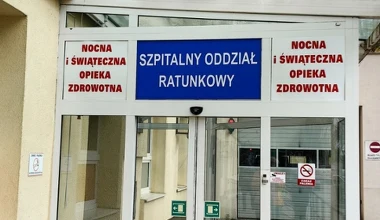 NOCNA
I ŚWIĄTECZNA
OPIEKA
ZDROWOTNA
SZPITALNY ODDZIAŁ
RATUNKOWY
NOCNA
I ŚWIĄTECZNA
OPIEKA
ZDROWOTNA